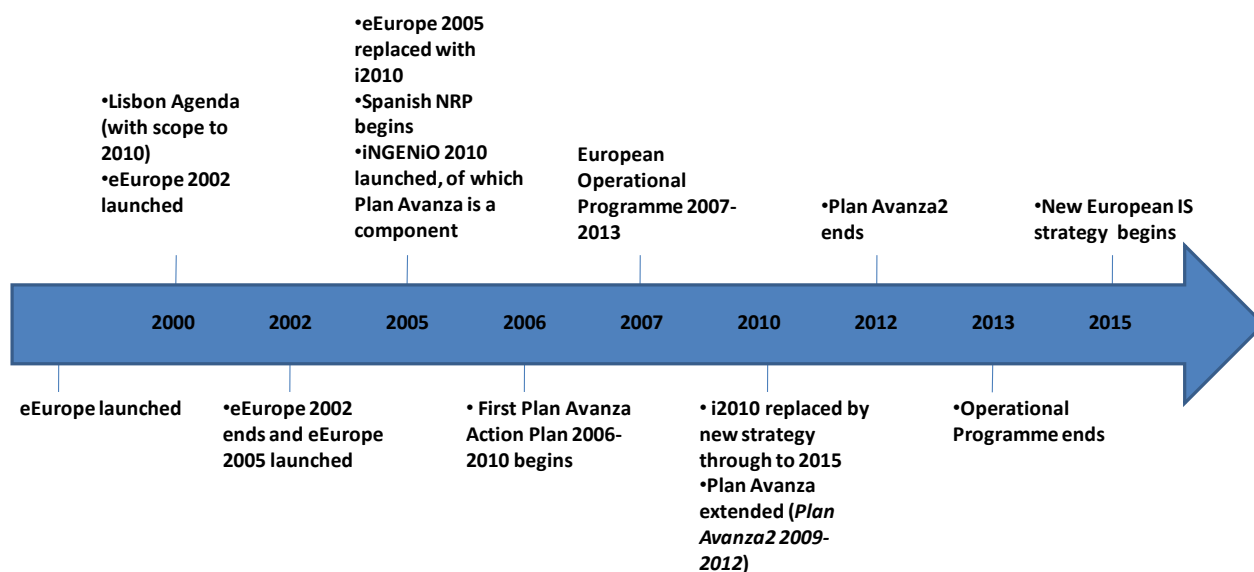 •Lisbon Agenda
(with scope to
2010)
•eEurope 2002
launched
•eEurope 2005
replaced with
i2010
•Spanish NRP
begins
•iNGENiO 2010
launched, of which
Plan Avanza is a
component
European
Operational
Programme 2007-
2013
•Plan Avanza2
ends
•New European IS
strategy begins
2000 2002 2005 2006 2007 2010 2012 2013 2015
eEurope launched
•eEurope 2002
ends and eEurope
2005 launched
• First Plan Avanza
Action Plan 2006-
2010 begins
• i2010 replaced by
new strategy
through to 2015
•Plan Avanza
extended (Plan
Avanza2 2009-
2012)
•Operational
Programme ends